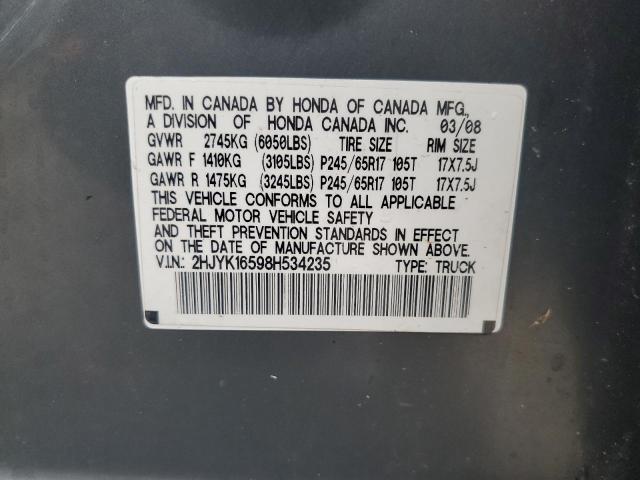 MFD. IN CANADA BY HONDA OF CANADA MFG.,
A DIVISION OF HONDA CANADA INC. 03/08
GVWR 2745KG (6050LBS) TIRE SIZE RIM SIZE
GAWR F 1410KG (3105LBS) P245/65R17 105T 17X7.5J
GAWR R 1475KG (3245LBS) P245/65R17 105T 17X7.5J
THIS VEHICLE CONFORMS TO ALL APPLICABLE
FEDERAL MOTOR VEHICLE SAFETY
AND THEFT PREVENTION STANDARDS IN EFFECT
ON THE DATE OF MANUFACTURE SHOWN ABOVE.
V.I.N.: 2HJYK16598H534235 TYPE: TRUCK